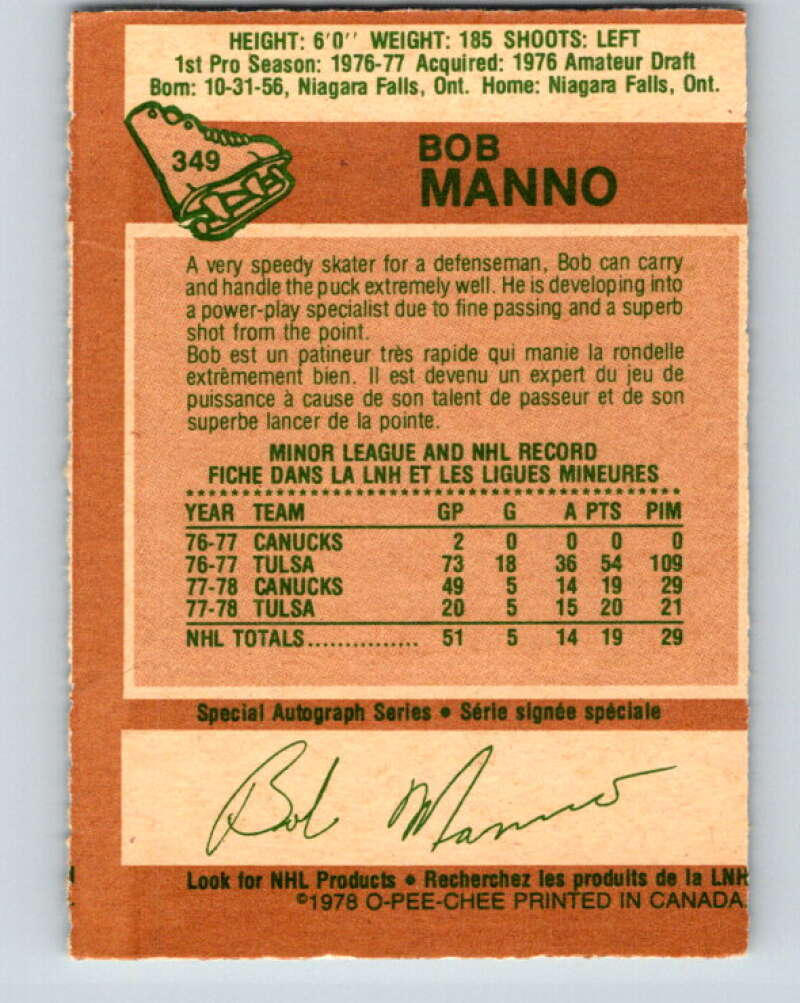 HEIGHT: 6'0'' WEIGHT: 185 SHOOTS: LEFT
1st Pro Season: 1976-77 Acquired: 1976 Amateur Draft
Born: 10-31-56, Niagara Falls, Ont. Home: Niagara Falls, Ont.
349
BOB
MANNO
A very speedy skater for a defenseman, Bob can carry
and handle the puck extremely well. He is developing into
a power-play specialist due to fine passing and a superb
shot from the point.
Bob est un patineur très rapide qui manie la rondelle
extrêmement bien. Il est devenu un expert du jeu de
puissance à cause de son talent de passeur et de son
superbe lancer de la pointe.
MINOR LEAGUE AND NHL RECORD
FICHE DANS LA LNH ET LES LIGUES MINEURES
YEAR TEAM GP G A PTS PIM
76-77 CANUCKS 2 0 0 0 0
76-77 TULSA 73 18 36 54 109
77-78 CANUCKS 49 5 14 19 29
77-78 TULSA 20 5 15 20 21
NHL TOTALS............... 51 5 14 19 29
Special Autograph Series • Série signée spéciale
Bob Manno
Look for NHL Products • Recherchez les produits de la LNH
©1978 O-PEE-CHEE PRINTED IN CANADA.